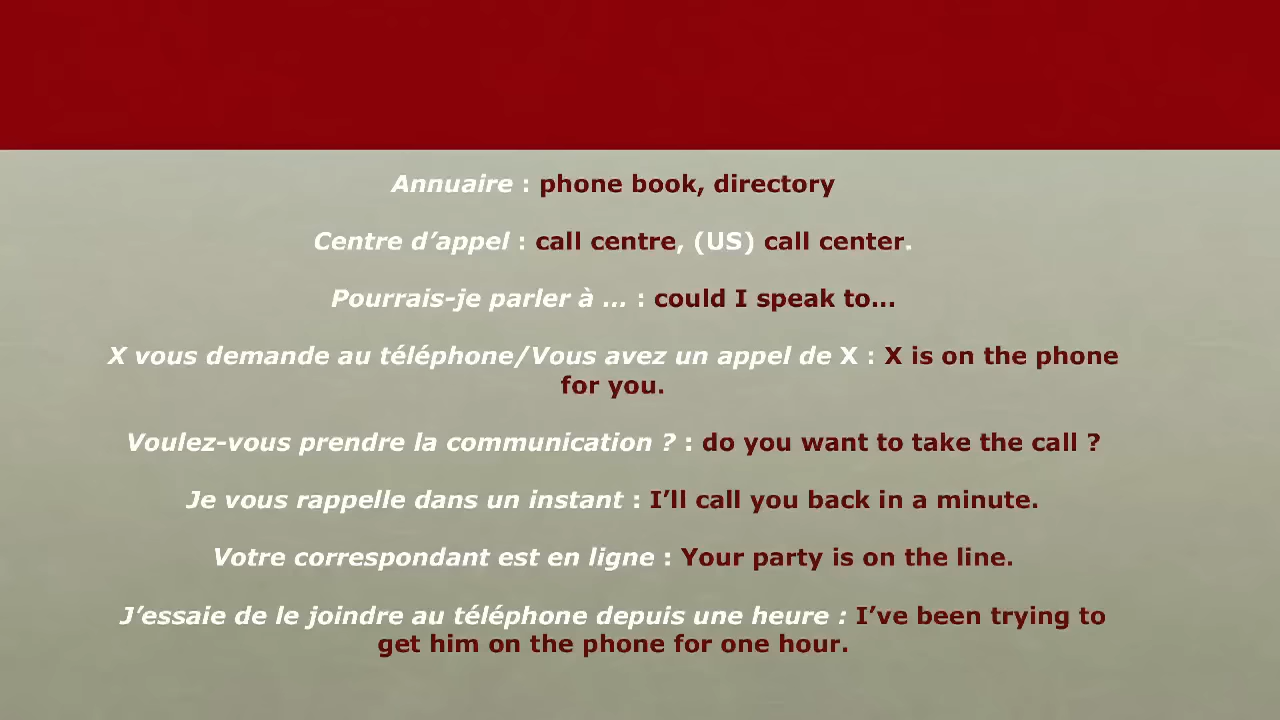 Annuaire : phone book, directory
Centre d’appel : call centre, (US) call center.
Pourrais-je parler à ... : could I speak to...
X vous demande au téléphone/Vous avez un appel de X : X is on the phone
for you.
Voulez-vous prendre la communication ? : do you want to take the call ?
Je vous rappelle dans un instant : I’ll call you back in a minute.
Votre correspondant est en ligne : Your party is on the line.
J’essaie de le joindre au téléphone depuis une heure : I’ve been trying to
get him on the phone for one hour.